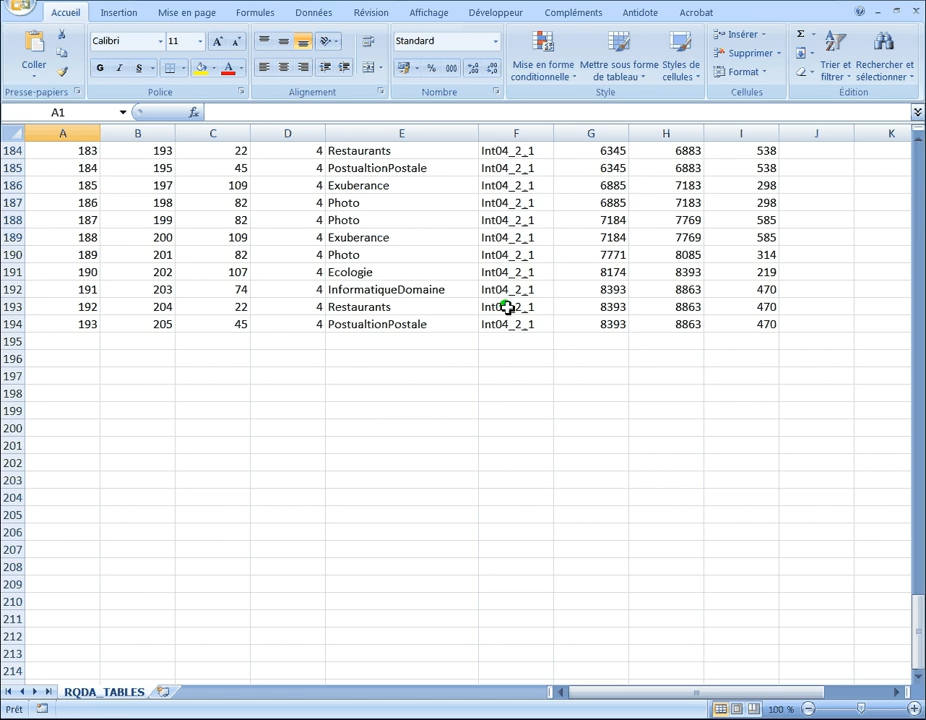 Accueil Insertion Mise en page Formules Données Révision Affichage Développeur Compléments Antidote Acrobat
Coller
Presse-papiers
Calibri 11
G I S
Police
Alignement
Standard
% 000
Nombre
Mise en forme conditionnelle
Mettre sous forme de tableau
Styles de cellules
Style
Insérer
Supprimer
Format
Cellules
Trier et filtrer
Rechercher et sélectionner
Édition
A1 fx
A B C D E F G H I J K
184 183 193 22 4 Restaurants Int04_2_1 6345 6883 538
185 184 195 45 4 PostualtionPostale Int04_2_1 6345 6883 538
186 185 197 109 4 Exuberance Int04_2_1 6885 7183 298
187 186 198 82 4 Photo Int04_2_1 6885 7183 298
188 187 199 82 4 Photo Int04_2_1 7184 7769 585
189 188 200 109 4 Exuberance Int04_2_1 7184 7769 585
190 189 201 82 4 Photo Int04_2_1 7771 8085 314
191 190 202 107 4 Ecologie Int04_2_1 8174 8393 219
192 191 203 74 4 InformatiqueDomaine Int04_2_1 8393 8863 470
193 192 204 22 4 Restaurants Int04_2_1 8393 8863 470
194 193 205 45 4 PostualtionPostale Int04_2_1 8393 8863 470
195
196
197
198
199
200
201
202
203
204
205
206
207
208
209
210
211
212
213
214
RQDA_TABLES
Prêt 100 %